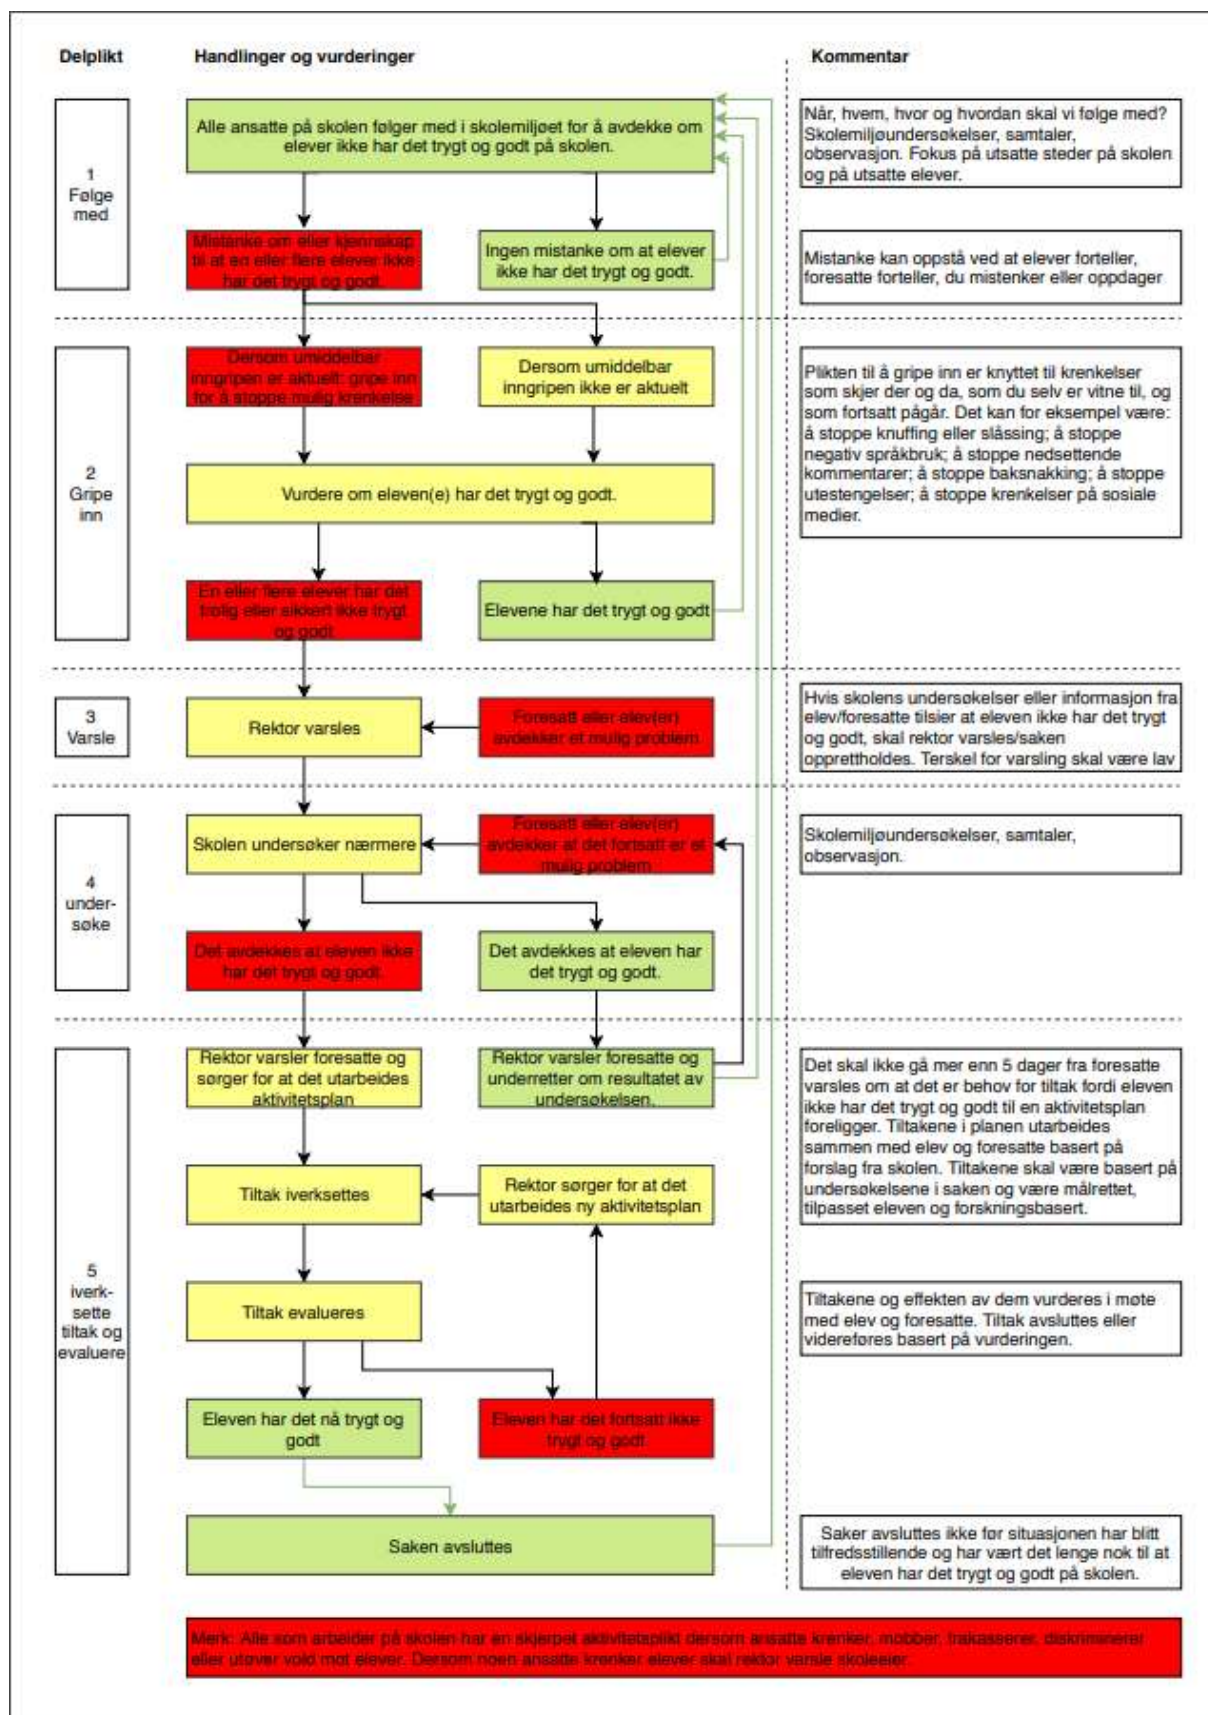 Delplikt
Handlinger og vurderinger
Kommentar
1
Følge
med
Alle ansatte på skolen følger med i skolemiljøet for å avdekke om
elever ikke har det trygt og godt på skolen.
Når, hvem, hvor og hvordan skal vi følge med?
Skolemiljøundersøkelser, samtaler,
observasjon. Fokus på utsatte steder på skolen
og på utsatte elever.
Mistanke om eller kjennskap
til at en eller flere elever ikke
har det trygt og godt.
Ingen mistanke om at elever
ikke har det trygt og godt.
Mistanke kan oppstå ved at elever forteller,
foresatte forteller, du mistenker eller oppdager
2
Gripe
inn
Dersom umiddelbar
inngripen er aktuelt: gripe inn
for å stoppe mulig krenkelse
Dersom umiddelbar
inngripen ikke er aktuelt
Plikten til å gripe inn er knyttet til krenkelser
som skjer der og da, som du selv er vitne til, og
som fortsatt pågår. Det kan for eksempel være:
å stoppe knuffing eller slåssing; å stoppe
negativ språkbruk; å stoppe nedsettende
kommentarer; å stoppe baksnakking; å stoppe
utestengelser; å stoppe krenkelser på sosiale
medier.
Vurdere om eleven(e) har det trygt og godt.
En eller flere elever har det
trolig eller sikkert ikke trygt
og godt
Elevene har det trygt og godt
3
Varsle
Rektor varsles
Foresatt eller elev(er)
avdekker et mulig problem.
Hvis skolens undersøkelser eller informasjon fra
elev/foresatte tilsier at eleven ikke har det trygt
og godt, skal rektor varsles/saken
opprettholdes. Terskel for varsling skal være lav
4
under-
søke
Skolen undersøker nærmere
Foresatt eller elev(er)
avdekker at det fortsatt er et
mulig problem
Skolemiljøundersøkelser, samtaler,
observasjon.
Det avdekkes at eleven ikke
har det trygt og godt.
Det avdekkes at eleven har
det trygt og godt.
5
iverk-
sette
tiltak og
evaluere
Rektor varsler foresatte og
sørger for at det utarbeides
aktivitetsplan
Rektor varsler foresatte og
underretter om resultatet av
undersøkelsen.
Det skal ikke gå mer enn 5 dager fra foresatte
varsles om at det er behov for tiltak fordi eleven
ikke har det trygt og godt til en aktivitetsplan
foreligger. Tiltakene i planen utarbeides
sammen med elev og foresatte basert på
forslag fra skolen. Tiltakene skal være basert på
undersøkelsene i saken og være målrettet,
tilpasset eleven og forskningsbasert.
Tiltak iverksettes
Rektor sørger for at det
utarbeides ny aktivitetsplan
Tiltak evalueres
Tiltakene og effekten av dem vurderes i møte
med elev og foresatte. Tiltak avsluttes eller
videreføres basert på vurderingen.
Eleven har det nå trygt og
godt
Eleven har det fortsatt ikke
trygt og godt
Saken avsluttes
Saker avsluttes ikke før situasjonen har blitt
tilfredsstillende og har vært det lenge nok til at
eleven har det trygt og godt på skolen.
Merk: Alle som arbeider på skolen har en skjerpet aktivitetsplikt dersom ansatte krenker, mobber, trakasserer, diskriminerer
eller utøver vold mot elever. Dersom noen ansatte krenker elever skal rektor varsle skoleeier.